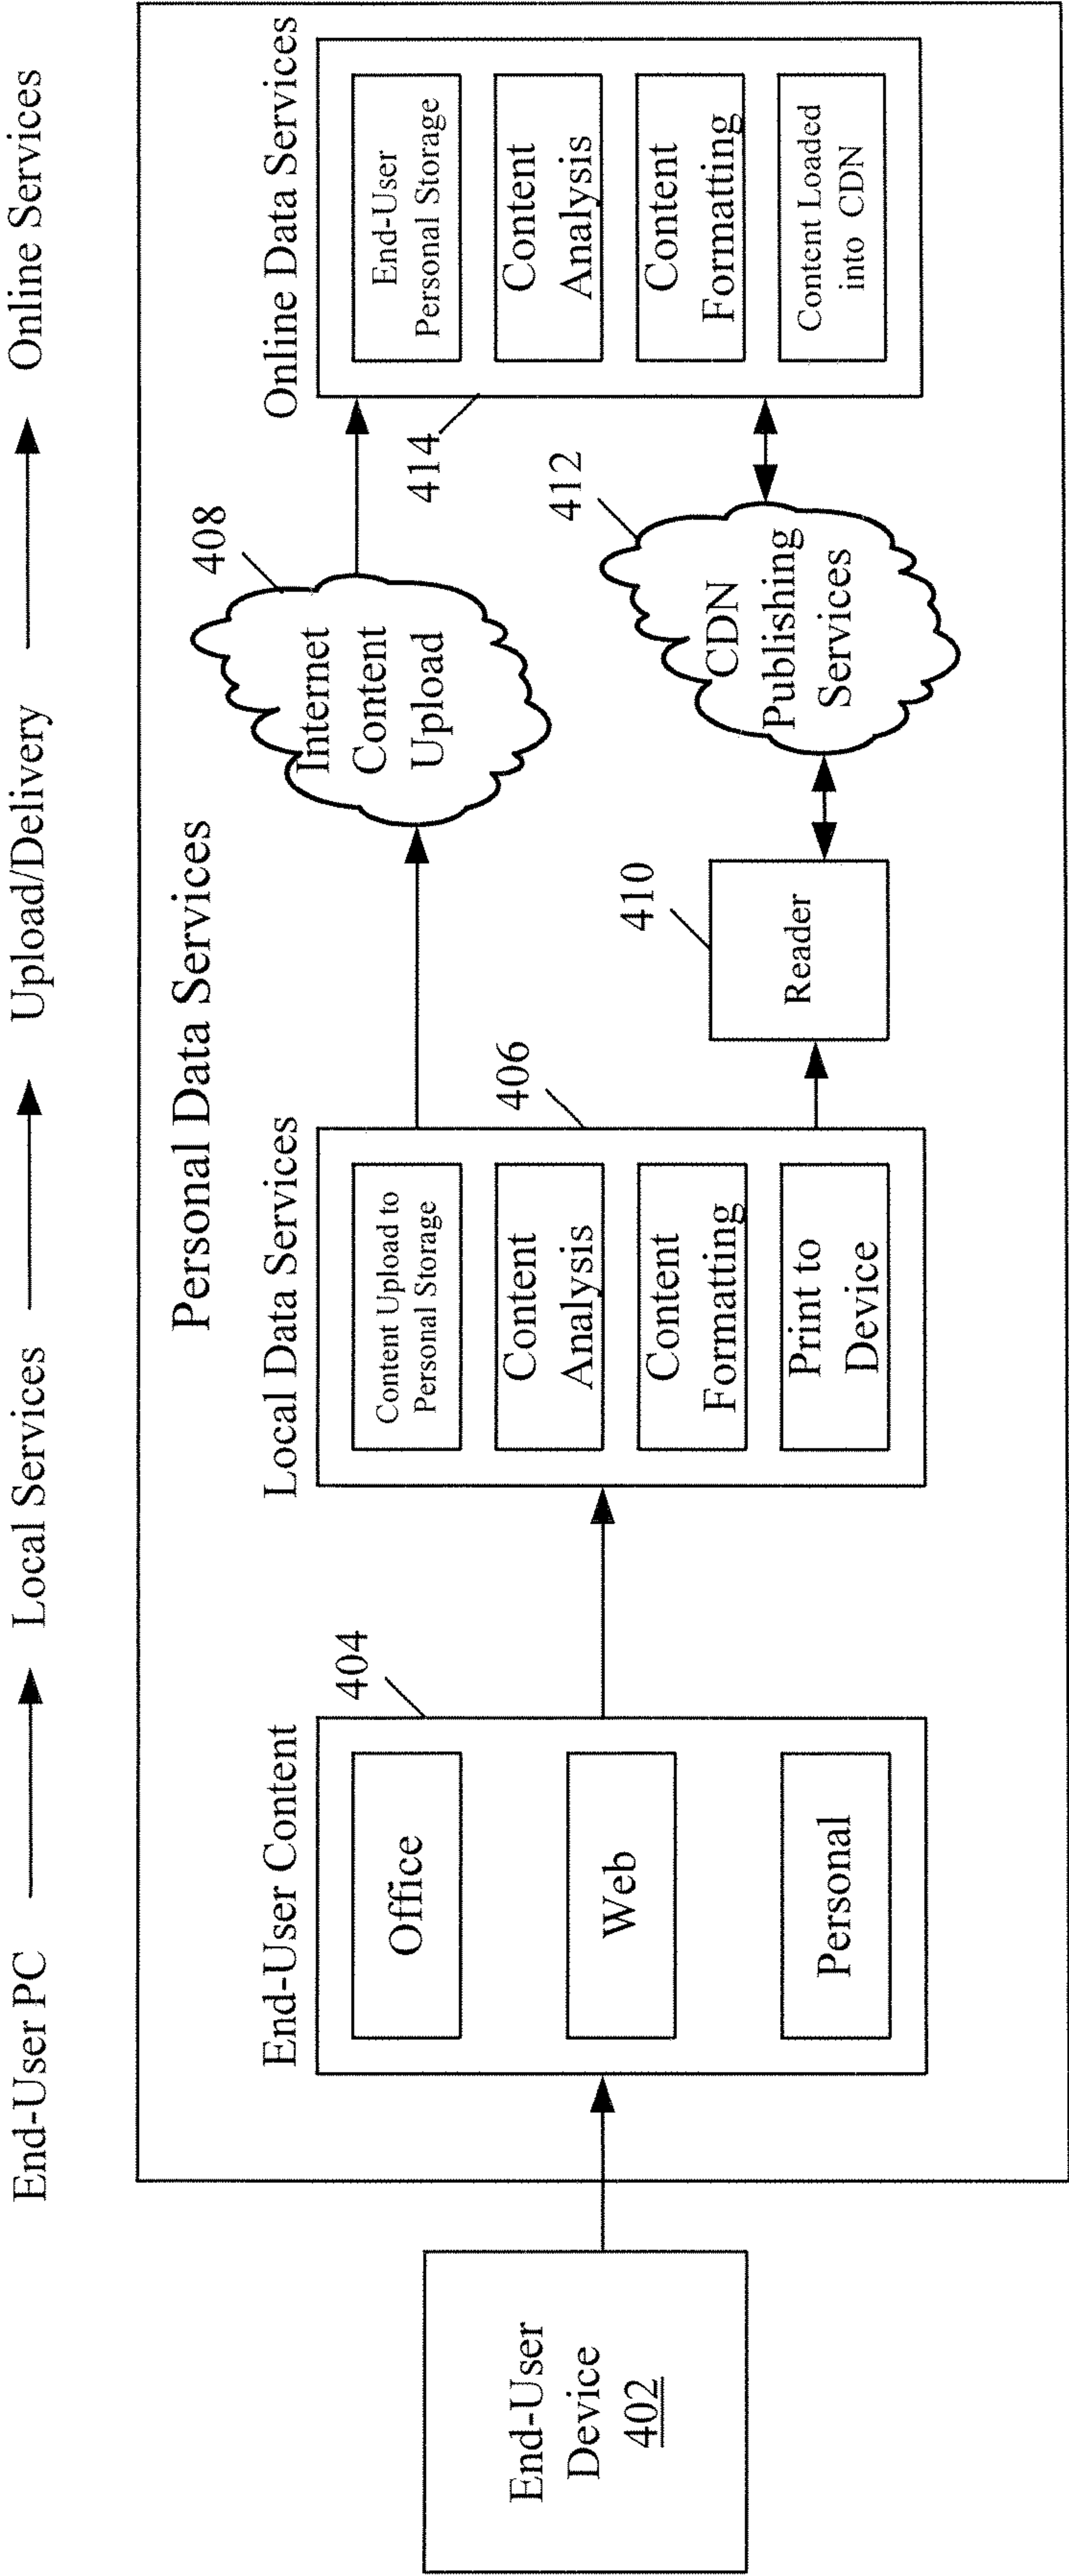 End-User PC
Local Services
Upload/Delivery
Online Services
Personal Data Services
End-User
Device
402
End-User Content
404
Office
Web
Personal
Local Data Services
406
Content Upload to
Personal Storage
Content
Analysis
Content
Formatting
Print to
Device
408
Internet
Content
Upload
410
Reader
412
CDN
Publishing
Services
Online Data Services
414
End-User
Personal Storage
Content
Analysis
Content
Formatting
Content Loaded
into CDN